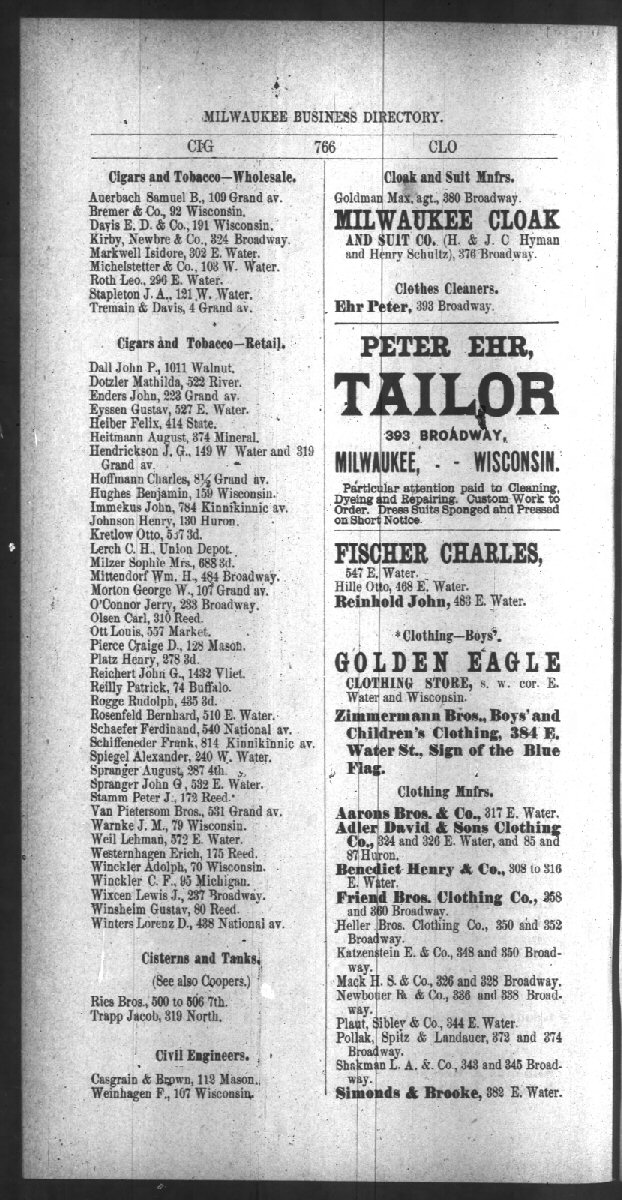 MILWAUKEE BUSINESS DIRECTORY.
CIG 766 CLO
Cigars and Tobacco—Wholesale.
Auerbach Samuel B., 109 Grand av.
Bremer & Co., 92 Wisconsin.
Davis E. D. & Co., 191 Wisconsin.
Kirby, Newbre & Co., 324 Broadway.
Markwell Isidore, 302 E. Water.
Michelstetter & Co., 103 W. Water.
Roth Leo., 296 E. Water.
Stapleton J. A., 121 W. Water.
Tremain & Davis, 4 Grand av.
Cigars and Tobacco—Retail.
Dall John P., 1011 Walnut.
Dotzler Mathilda, 522 River.
Enders John, 223 Grand av.
Eyssen Gustav, 527 E. Water.
Heiber Felix, 414 State.
Heitmann August, 374 Mineral.
Hendrickson J. G., 149 W Water and 319
Grand av.
Hoffmann Charles, 8½ Grand av.
Hughes Benjamin, 159 Wisconsin.
Immekus John, 784 Kinnikinnic av.
Johnson Henry, 130 Huron.
Kretlow Otto, 3d.
Lerch C. H., Union Depot.
Milzer Sophie Mrs., 688 3d.
Mittendorf Wm. H., 484 Broadway.
Morton George W., 107 Grand av.
O'Connor Jerry, 233 Broadway.
Olsen Carl, 310 Reed.
Ott Louis, 557 Market.
Pierce Craige D., 128 Mason.
Platz Henry, 278 3d.
Reichert John G., 1432 Vliet.
Reilly Patrick, 74 Buffalo.
Rogge Rudolph, 435 3d.
Rosenfeld Bernhard, 510 E. Water.
Schaefer Ferdinand, 540 National av.
Schiffeneder Frank, 814 Kinnikinnic av.
Spiegel Alexander, 240 W. Water.
Spranger August, 287 4th.
Spranger John G, 532 E. Water.
Stamm Peter J., 172 Reed.
Van Pietersom Bros., 531 Grand av.
Warnke J. M., 79 Wisconsin.
Weil Lehman, 572 E. Water.
Westernhagen Erich, 175 Reed.
Winckler Adolph, 70 Wisconsin.
Winckler C. F., 95 Michigan.
Wixcen Lewis J., 237 Broadway.
Winsheim Gustav, 80 Reed.
Winters Lorenz D., 438 National av.
Cisterns and Tanks.
(See also Coopers.)
Rice Bros., 500 to 506 7th.
Trapp Jacob, 319 North.
Civil Engineers.
Casgrain & Brown, 112 Mason.
Weinhagen F., 107 Wisconsin.
Cloak and Suit Mnfrs.
Goldman Max, agt., 380 Broadway.
MILWAUKEE CLOAK
AND SUIT CO. (H. & J. C Hyman
and Henry Schultz), 376 Broadway.
Clothes Cleaners.
Ehr Peter, 393 Broadway.
PETER EHR,
TAILOR
393 BROADWAY,
MILWAUKEE, - - WISCONSIN.
Particular attention paid to Cleaning,
Dyeing and Repairing. Custom Work to
Order. Dress Suits Sponged and Pressed
on Short Notice.
FISCHER CHARLES,
547 E. Water.
Hille Otto, 468 E. Water.
Reinhold John, 483 E. Water.
Clothing—Boys'.
GOLDEN EAGLE
CLOTHING STORE, s. w. cor. E.
Water and Wisconsin.
Zimmermann Bros., Boys' and
Children's Clothing, 384 E.
Water St., Sign of the Blue
Flag.
Clothing Mnfrs.
Aarons Bros. & Co., 317 E. Water.
Adler David & Sons Clothing
Co., 324 and 326 E. Water, and 85 and
87 Huron.
Benedict Henry & Co., 308 to 316
E. Water.
Friend Bros. Clothing Co., 358
and 360 Broadway.
Heller Bros. Clothing Co., 350 and 352
Broadway.
Katzenstein E. & Co., 348 and 350 Broad-
way.
Mack H. S. & Co., 326 and 328 Broadway.
Newbouer R. & Co., 336 and 338 Broad-
way.
Plaut, Sibley & Co., 344 E. Water.
Pollak, Spitz & Landauer, 372 and 374
Broadway.
Shakman L. A. & Co., 343 and 345 Broad-
way.
Simonds & Brooke, 382 E. Water.